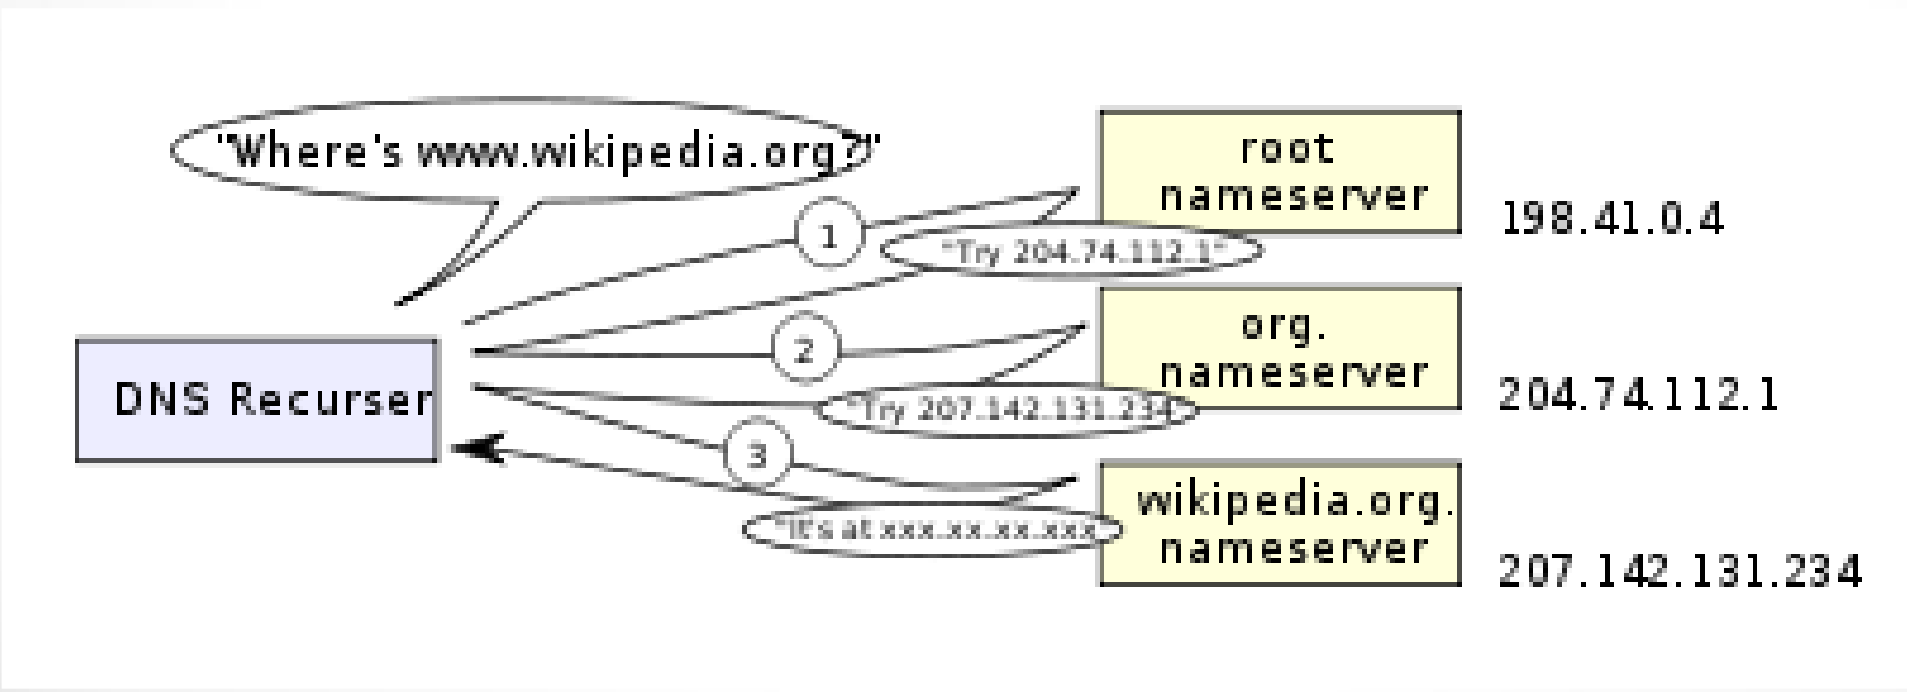 "Where's www.wikipedia.org?"
root
nameserver
198.41.0.4
1
"Try 204.74.112.1"
org.
nameserver
204.74.112.1
2
DNS Recurser
"Try 207.142.131.234"
3
wikipedia.org.
nameserver
207.142.131.234
"It's at xxx.xx.xx.xxx"